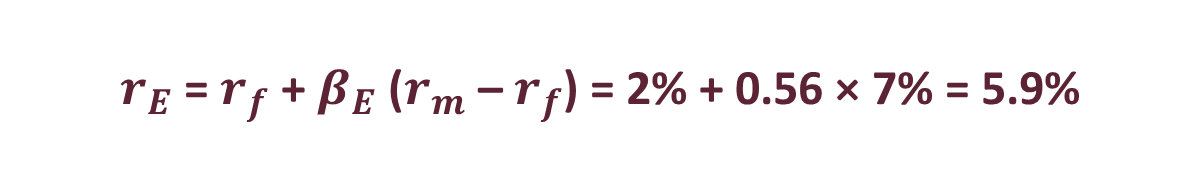 r_E = r_f + β_E (r_m − r_f) = 2% + 0.56 × 7% = 5.9%